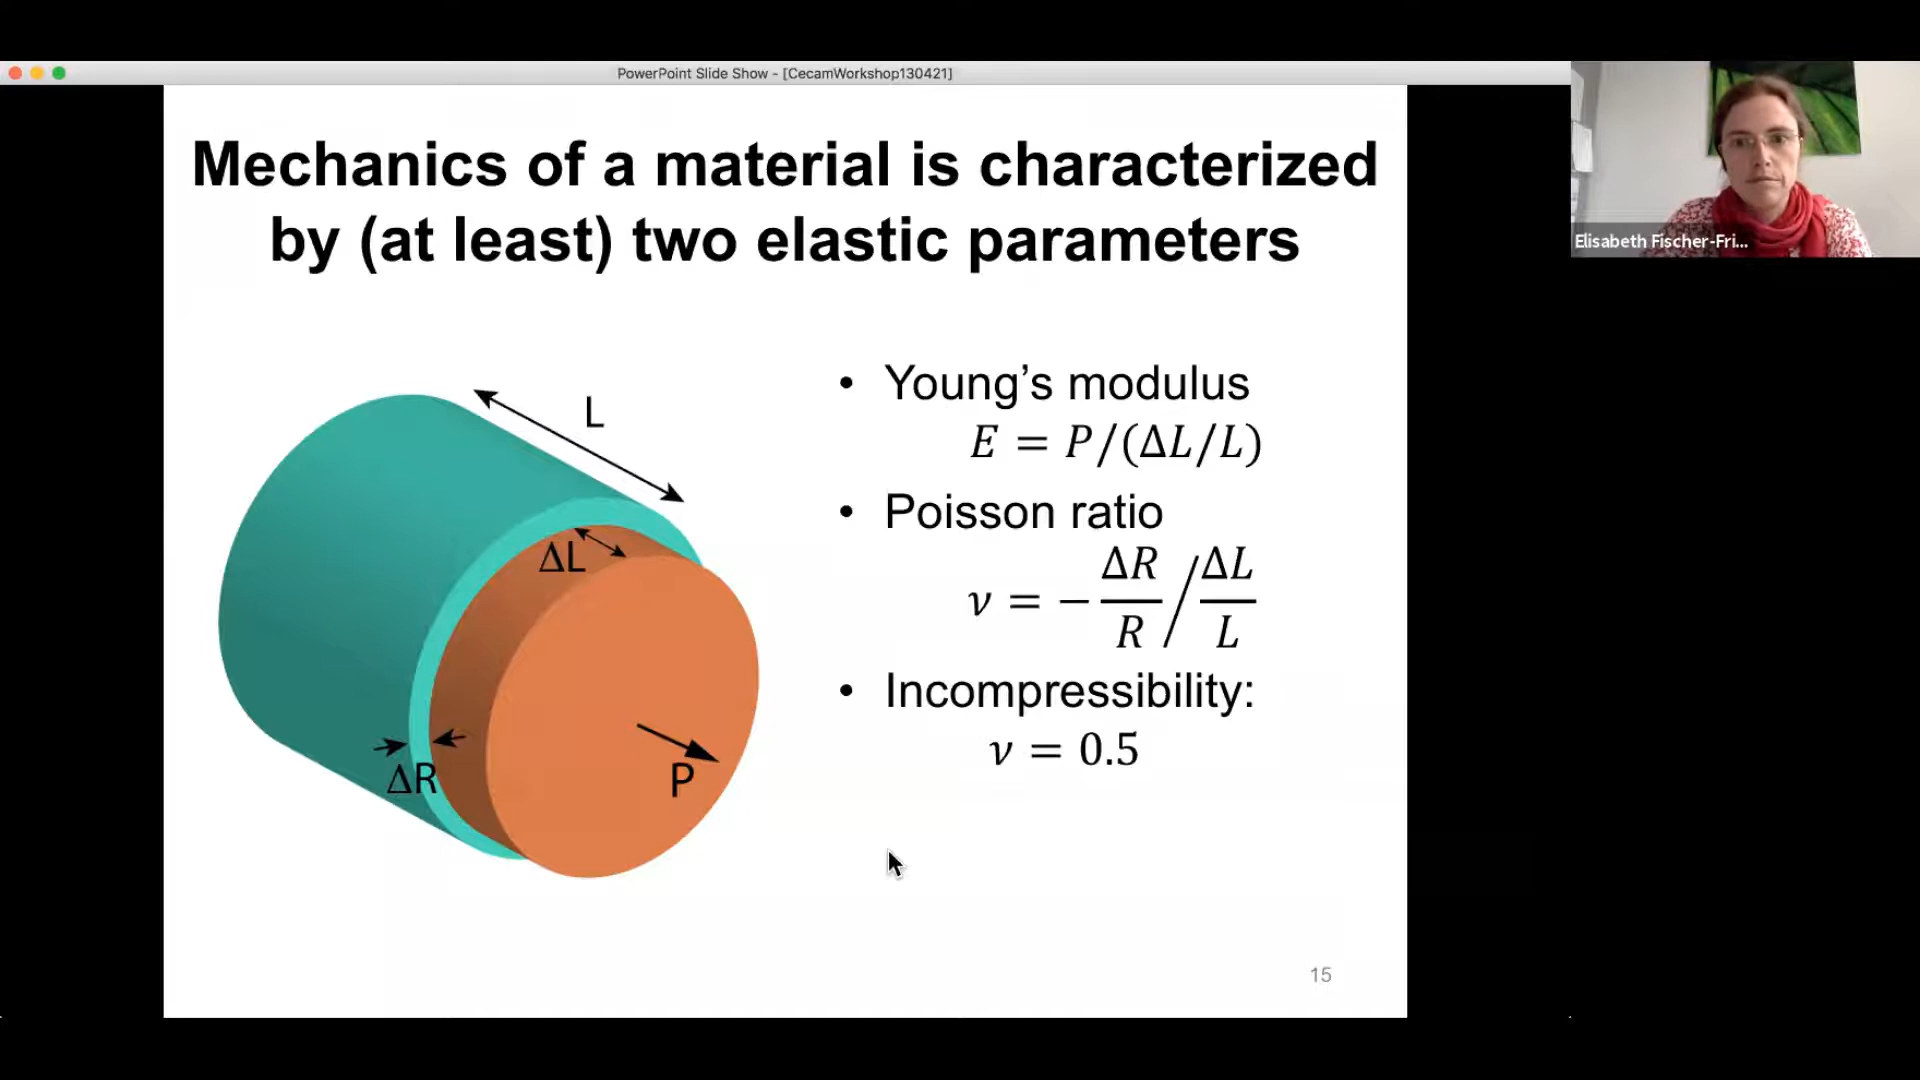 PowerPoint Slide Show - [CecamWorkshop130421]
Mechanics of a material is characterized
by (at least) two elastic parameters
L
ΔL
ΔR
P
• Young's modulus
E = P/(ΔL/L)
• Poisson ratio
ν = − ΔR/R / ΔL/L
• Incompressibility:
ν = 0.5
15
Elisabeth Fischer-Fri...